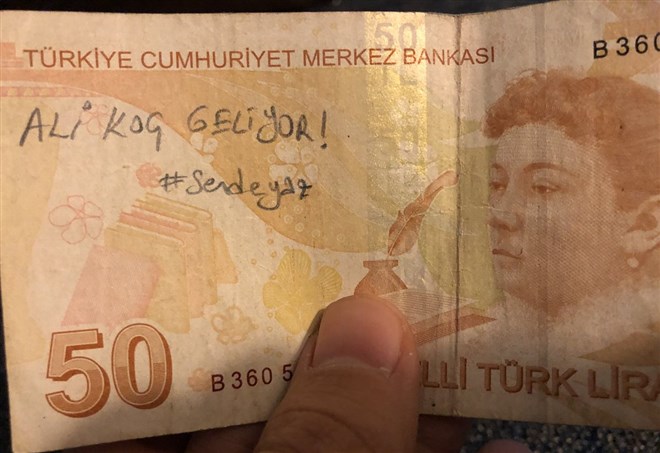 TÜRKİYE CUMHURİYET MERKEZ BANKASI
50
B 360
ALİ KOÇ GELİYOR!
#Sendeyaz
50
B 360 5
LLİ TÜRK LİRA